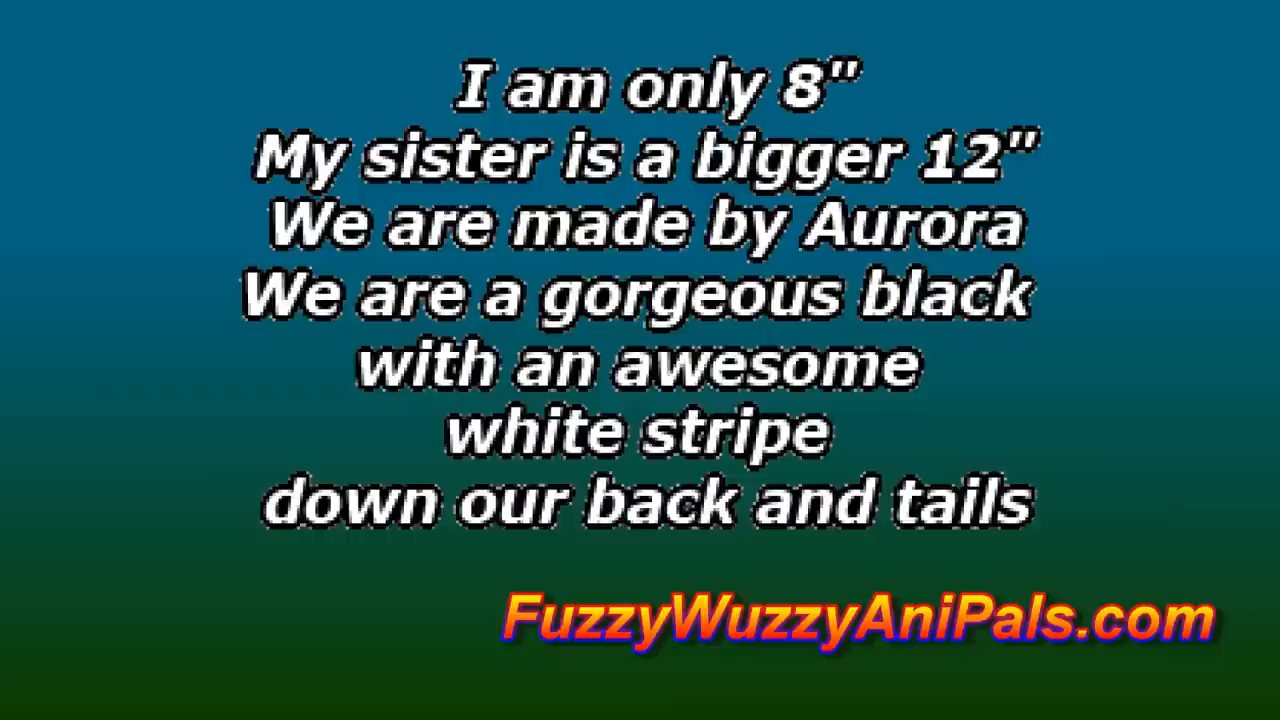 I am only 8"
My sister is a bigger 12"
We are made by Aurora
We are a gorgeous black
with an awesome
white stripe
down our back and tails
FuzzyWuzzyAniPals.com